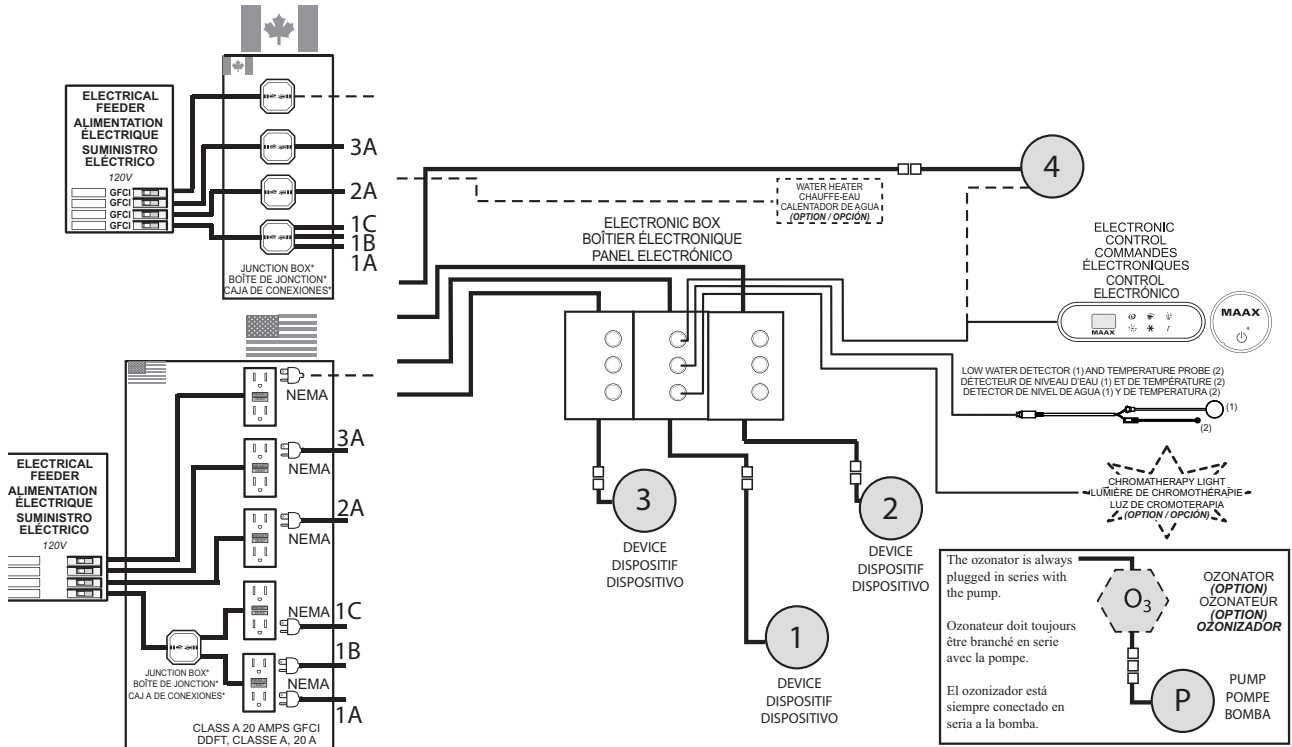 ELECTRICAL
FEEDER
ALIMENTATION
ÉLECTRIQUE
SUMINISTRO
ELÉCTRICO
120V
GFCI
GFCI
GFCI
GFCI
3A
2A
1C
1B
1A
JUNCTION BOX*
BOÎTE DE JONCTION*
CAJA DE CONEXIONES*
WATER HEATER
CHAUFFE-EAU
CALENTADOR DE AGUA
(OPTION / OPCIÓN)
4
ELECTRONIC BOX
BOÎTIER ÉLECTRONIQUE
PANEL ELECTRÓNICO
ELECTRONIC
CONTROL
COMMANDES
ÉLECTRONIQUES
CONTROL
ELECTRÓNICO
MAAX
MAAX
LOW WATER DETECTOR (1) AND TEMPERATURE PROBE (2)
DÉTECTEUR DE NIVEAU D'EAU (1) ET DE TEMPÉRATURE (2)
DETECTOR DE NIVEL DE AGUA (1) Y DE TEMPERATURA (2)
(1)
(2)
CHROMATHERAPY LIGHT
LUMIÈRE DE CHROMOTHÉRAPIE
LUZ DE CROMOTERAPIA
(OPTION / OPCIÓN)
ELECTRICAL
FEEDER
ALIMENTATION
ÉLECTRIQUE
SUMINISTRO
ELÉCTRICO
120V
NEMA
3A
NEMA
2A
NEMA
NEMA 1C
1B
NEMA
1A
JUNCTION BOX*
BOÎTE DE JONCTION*
CAJ A DE CONEXIONES*
CLASS A 20 AMPS GFCI
DDFT, CLASSE A, 20 A
3
DEVICE
DISPOSITIF
DISPOSITIVO
2
DEVICE
DISPOSITIF
DISPOSITIVO
1
DEVICE
DISPOSITIF
DISPOSITIVO
The ozonator is always
plugged in series with
the pump.
Ozonateur doit toujours
être branché en serie
avec la pompe.
El ozonizador está
siempre conectado en
seria a la bomba.
O3
OZONATOR
(OPTION)
OZONATEUR
(OPTION)
OZONIZADOR
P
PUMP
POMPE
BOMBA